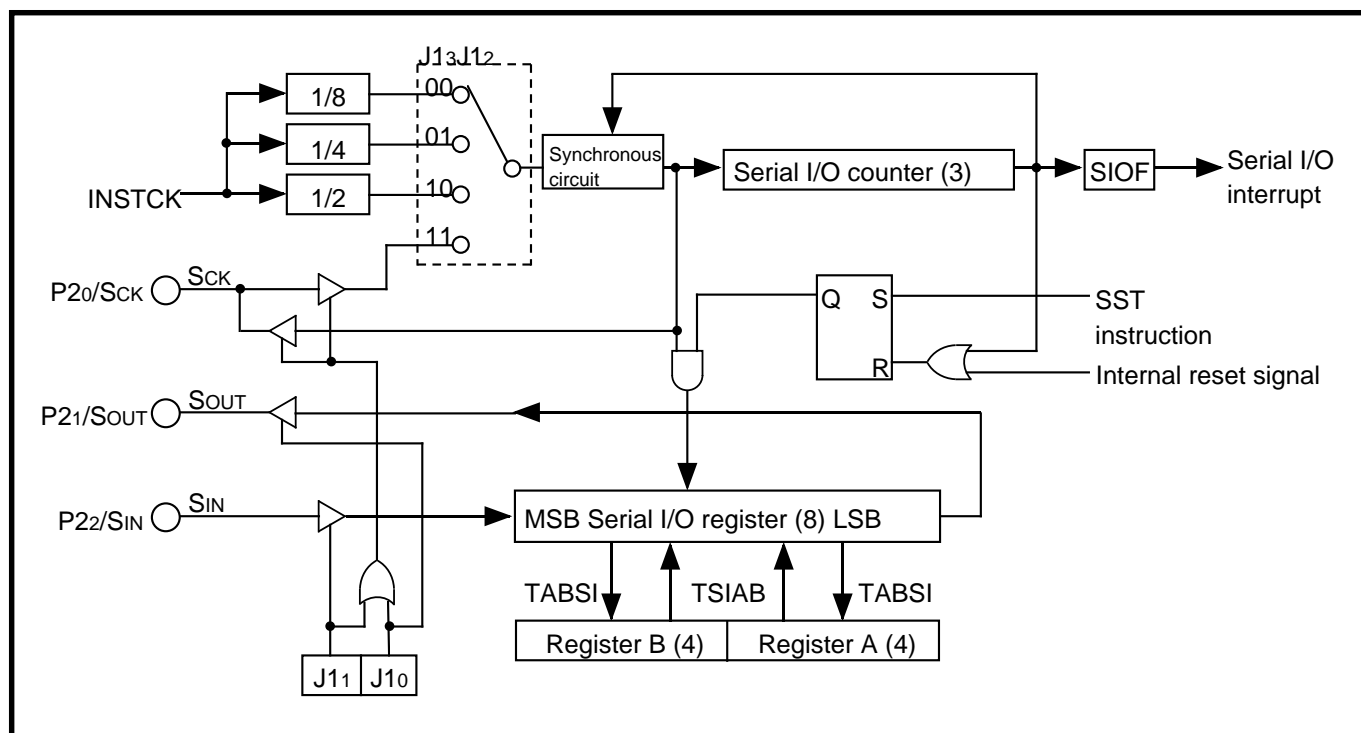 J13J12
00
1/8
01
1/4
10
1/2
11
INSTCK
Synchronous
circuit
Serial I/O counter (3)
SIOF
Serial I/O
interrupt
P20/SCK
SCK
Q
S
R
SST
instruction
Internal reset signal
P21/SOUT
SOUT
P22/SIN
SIN
MSB Serial I/O register (8) LSB
TABSI
TSIAB
TABSI
Register B (4)
Register A (4)
J11
J10